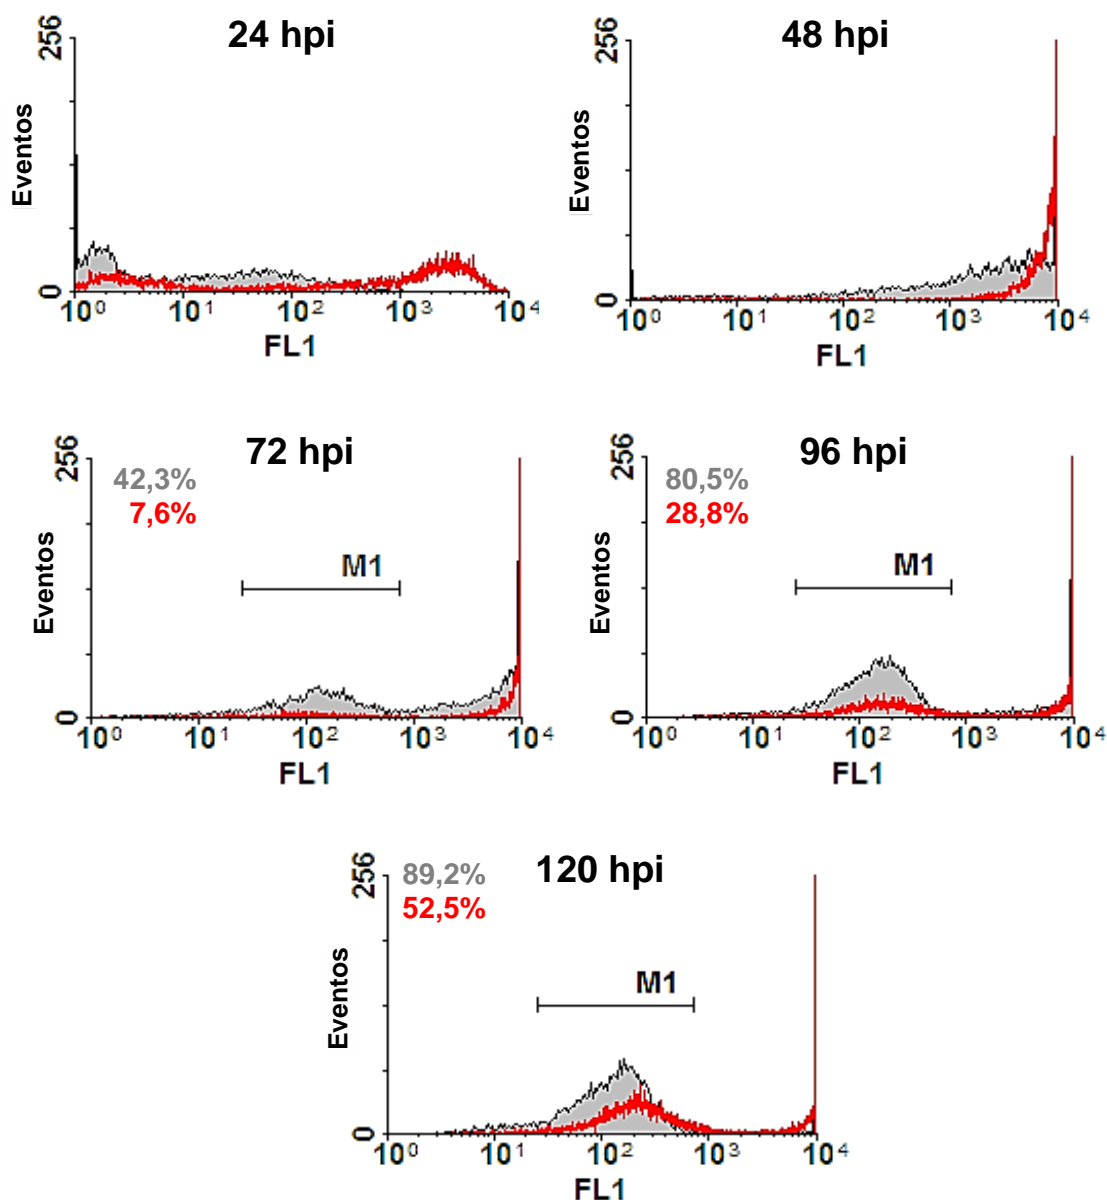 24 hpi
256
Eventos
0
10⁰ 10¹ 10² 10³ 10⁴
FL1
48 hpi
256
Eventos
0
10⁰ 10¹ 10² 10³ 10⁴
FL1
72 hpi
256
42,3%
7,6%
M1
Eventos
0
10⁰ 10¹ 10² 10³ 10⁴
FL1
96 hpi
256
80,5%
28,8%
M1
Eventos
0
10⁰ 10¹ 10² 10³ 10⁴
FL1
120 hpi
256
89,2%
52,5%
M1
Eventos
0
10⁰ 10¹ 10² 10³ 10⁴
FL1